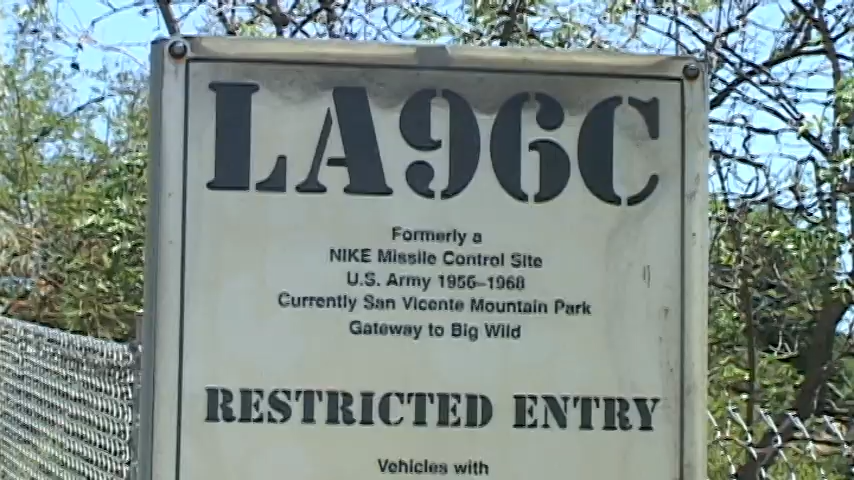 LA96C
Formerly a
NIKE Missile Control Site
U.S. Army 1956–1968
Currently San Vicente Mountain Park
Gateway to Big Wild
RESTRICTED ENTRY
Vehicles with